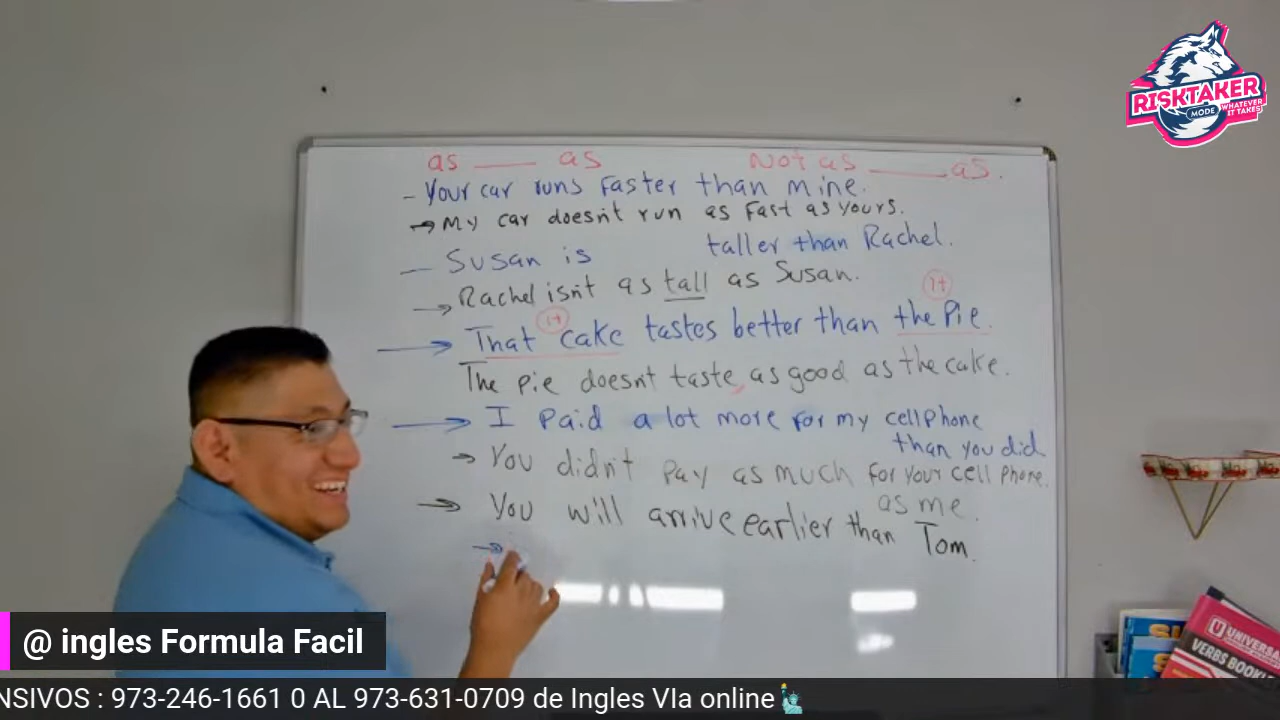 RISKTAKER
MODE
WHATEVER
IT TAKES!
as ____ as Not as ____ as.
- Your car runs faster than mine.
→ My car doesn't run as fast as yours.
- Susan is taller than Rachel.
→ Rachel isn't as tall as Susan.
it it
→ That cake tastes better than the Pie.
The pie doesn't taste as good as the cake.
→ I Paid a lot more for my cellphone
than you did
→ You didn't pay as much for your cell phone.
as me.
→ You will arrive earlier than Tom.
→
UNIVERSA
VERBS BOOKL
@ ingles Formula Facil
NSIVOS : 973-246-1661 0 AL 973-631-0709 de Ingles VIa online🗽